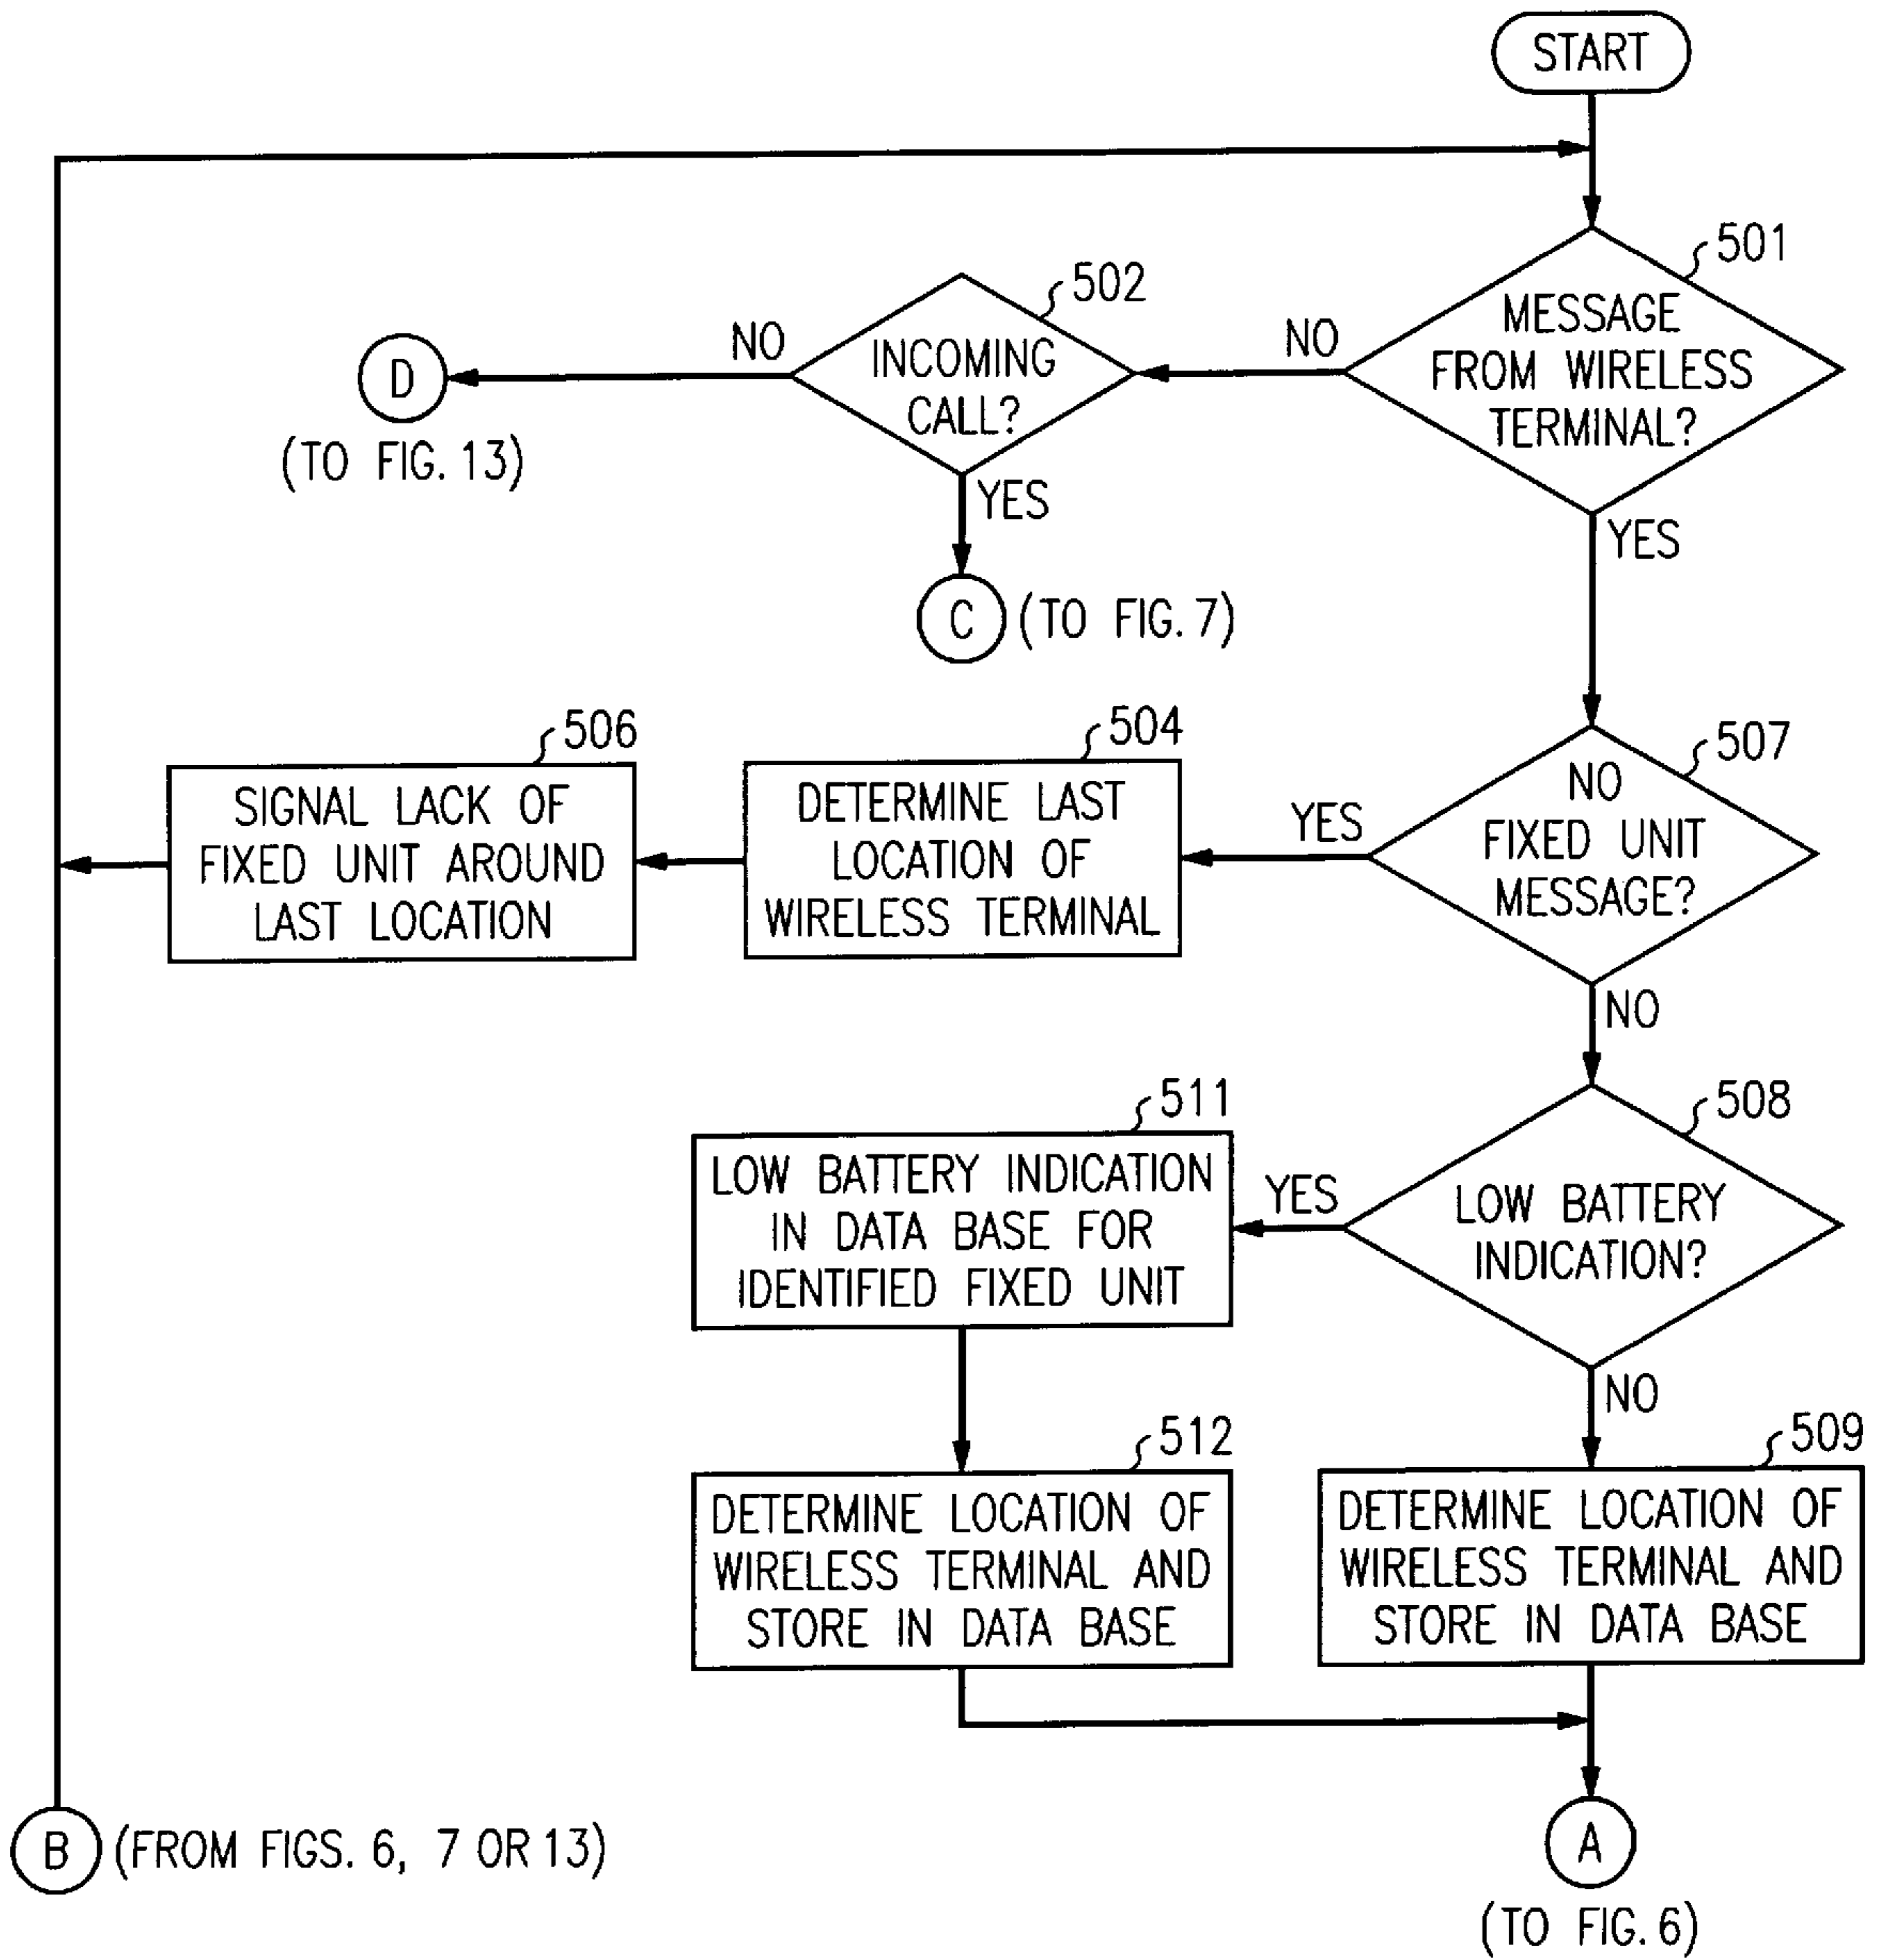 START
501
MESSAGE
FROM WIRELESS
TERMINAL?
NO
YES
502
INCOMING
CALL?
NO
YES
D
(TO FIG. 13)
C
(TO FIG. 7)
507
NO
FIXED UNIT
MESSAGE?
YES
NO
504
DETERMINE LAST
LOCATION OF
WIRELESS TERMINAL
506
SIGNAL LACK OF
FIXED UNIT AROUND
LAST LOCATION
508
LOW BATTERY
INDICATION?
YES
NO
511
LOW BATTERY INDICATION
IN DATA BASE FOR
IDENTIFIED FIXED UNIT
512
DETERMINE LOCATION OF
WIRELESS TERMINAL AND
STORE IN DATA BASE
509
DETERMINE LOCATION OF
WIRELESS TERMINAL AND
STORE IN DATA BASE
B
(FROM FIGS. 6, 7 OR 13)
A
(TO FIG. 6)